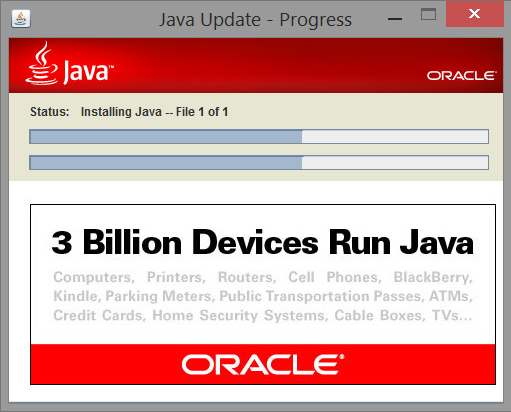 Java Update - Progress
Java™
ORACLE®
Status: Installing Java -- File 1 of 1
3 Billion Devices Run Java
Computers, Printers, Routers, Cell Phones, BlackBerry,
Kindle, Parking Meters, Public Transportation Passes, ATMs,
Credit Cards, Home Security Systems, Cable Boxes, TVs...
ORACLE®